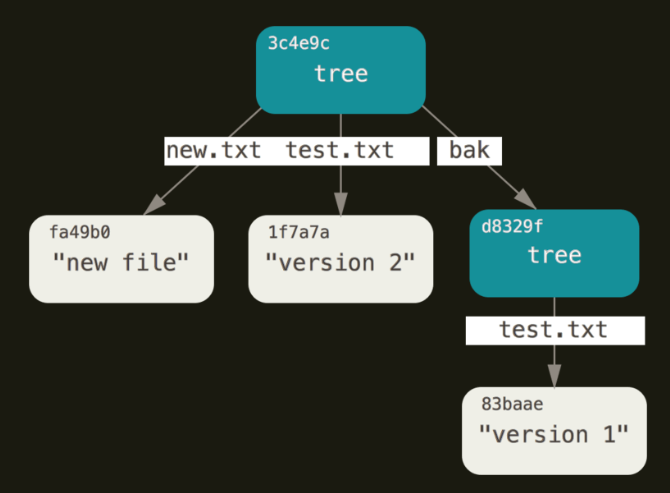 3c4e9c
tree
new.txt
test.txt
bak
fa49b0
"new file"
1f7a7a
"version 2"
d8329f
tree
test.txt
83baae
"version 1"